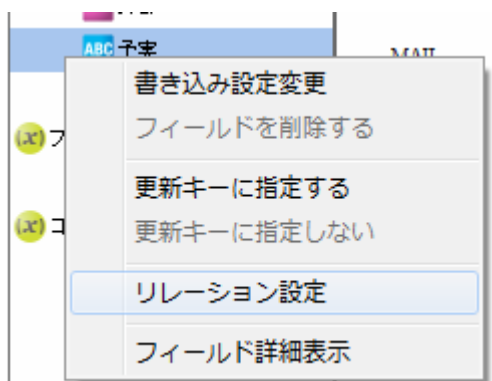 ABC 子実
MAIL
書き込み設定変更
フィールドを削除する
(x) フ
更新キーに指定する
(x) コ
更新キーに指定しない
リレーション設定
フィールド詳細表示